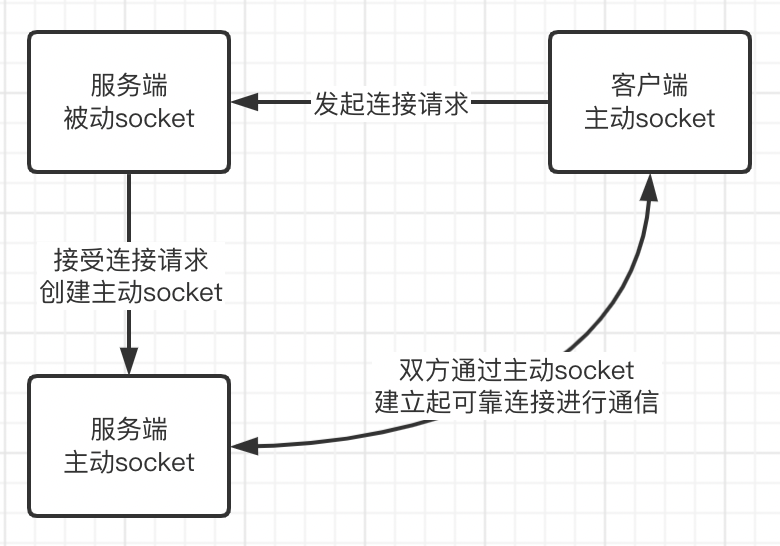 服务端
被动socket
发起连接请求
客户端
主动socket
接受连接请求
创建主动socket
双方通过主动socket
建立起可靠连接进行通信
服务端
主动socket